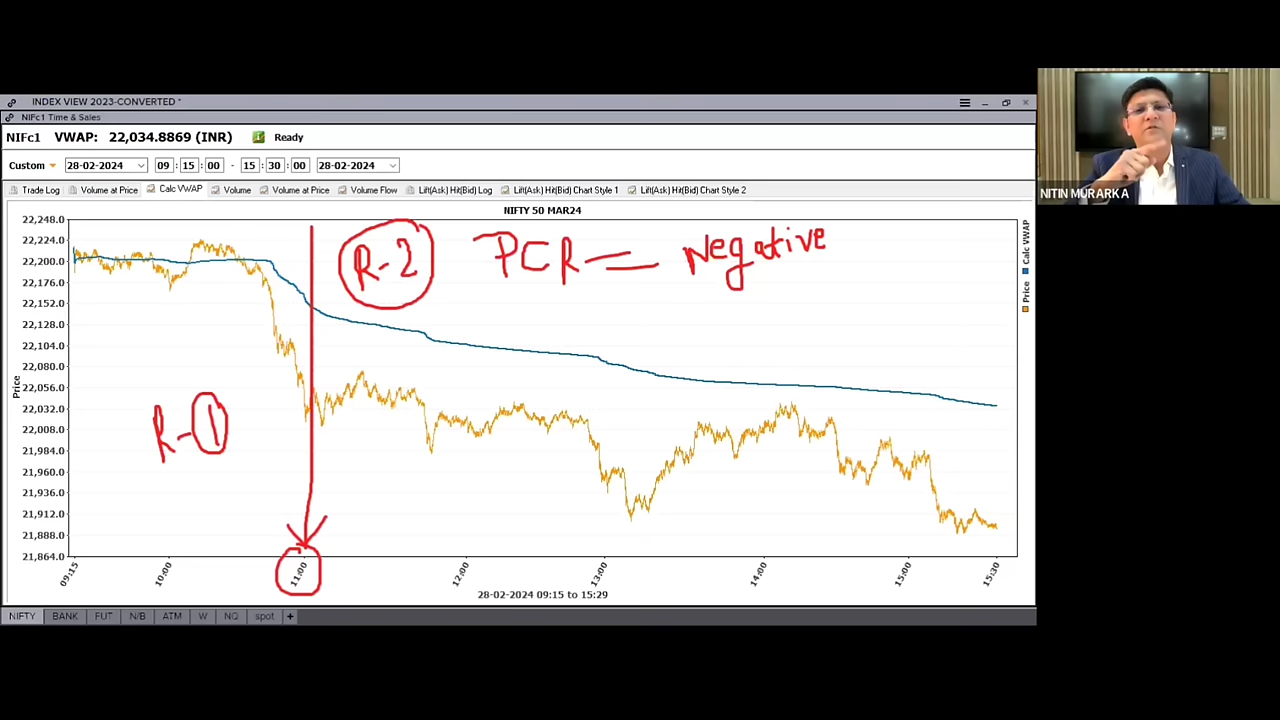 INDEX VIEW 2023-CONVERTED *
NIFc1 Time & Sales
NIFc1 VWAP: 22,034.8869 (INR) Ready
Custom 28-02-2024 09:15:00 - 15:30:00 28-02-2024
Trade Log Volume at Price Calc VWAP Volume Volume at Price Volume Flow Lift(Ask) Hit(Bid) Log Lift(Ask) Hit(Bid) Chart Style 1 Lift(Ask) Hit(Bid) Chart Style 2
NITIN MURARKA
NIFTY 50 MAR24
22,248.0
22,224.0
22,200.0
22,176.0
22,152.0
22,128.0
22,104.0
22,080.0
22,056.0
22,032.0
22,008.0
21,984.0
21,960.0
21,936.0
21,912.0
21,888.0
21,864.0
Price
R-2 PCR = Negative
R-1
Calc VWAP
Price
09:15 10:00 11:00 12:00 13:00 14:00 15:00 15:30
28-02-2024 09:15 to 15:29
NIFTY BANK FUT N/B ATM W NQ spot +